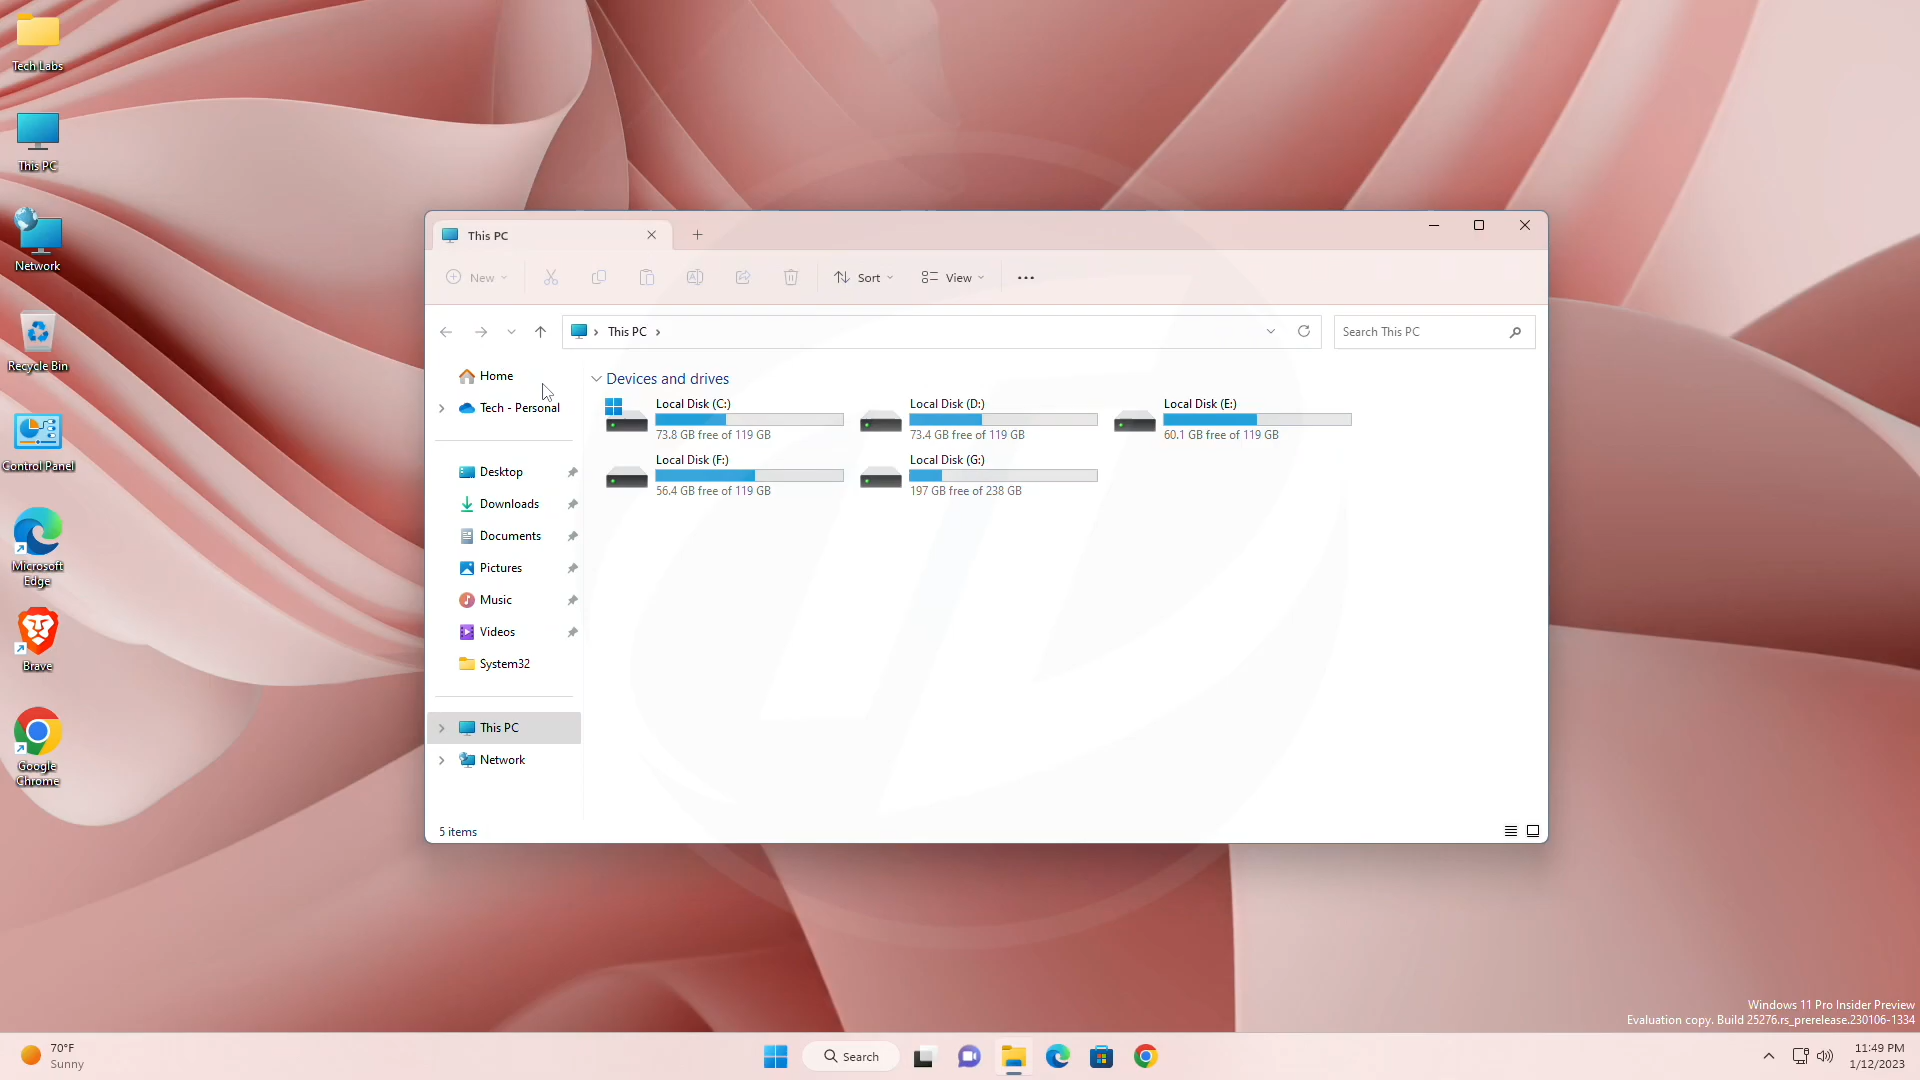 Tech Labs
This PC
Network
Recycle Bin
Control Panel
Microsoft
Edge
Brave
Google
Chrome
This PC
New
Sort
View
This PC
Search This PC
Home
Tech - Personal
Desktop
Downloads
Documents
Pictures
Music
Videos
System32
This PC
Network
Devices and drives
Local Disk (C:)
73.8 GB free of 119 GB
Local Disk (D:)
73.4 GB free of 119 GB
Local Disk (E:)
60.1 GB free of 119 GB
Local Disk (F:)
56.4 GB free of 119 GB
Local Disk (G:)
197 GB free of 238 GB
5 items
Windows 11 Pro Insider Preview
Evaluation copy. Build 25276.rs_prerelease.230106-1334
70°F
Sunny
Search
11:49 PM
1/12/2023